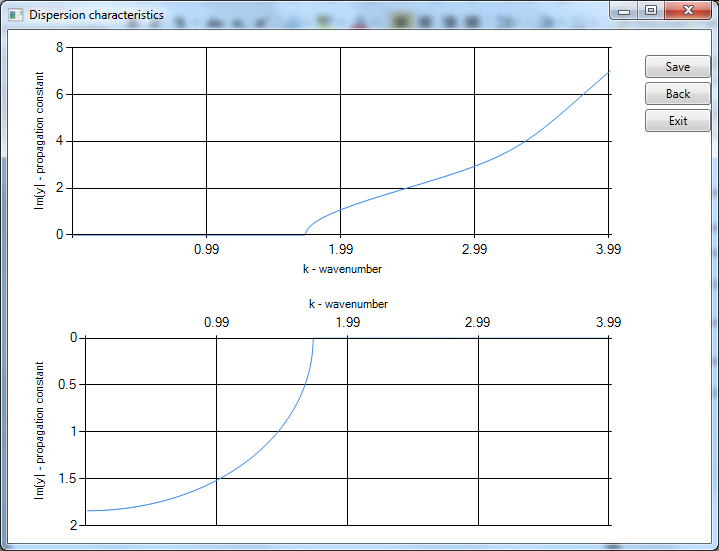 Dispersion characteristics
Save
Back
Exit
Im|y| - propagation constant
8
6
4
2
0
0.99 1.99 2.99 3.99
k - wavenumber
k - wavenumber
0.99 1.99 2.99 3.99
Im|y| - propagation constant
0
0.5
1
1.5
2